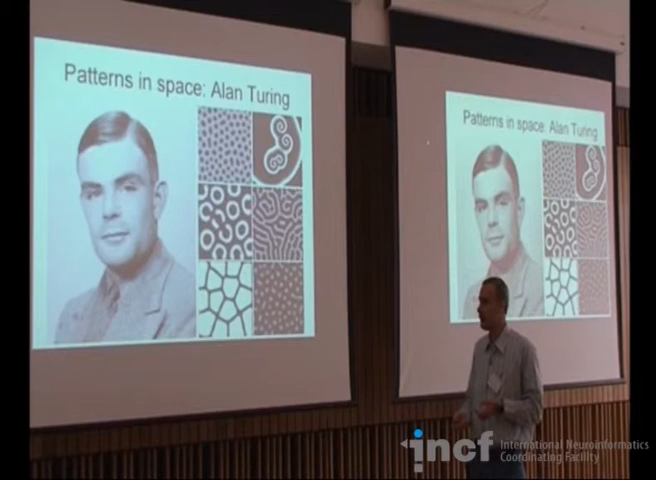 Patterns in space: Alan Turing
Patterns in space: Alan Turing
incf International Neuroinformatics
Coordinating Facility